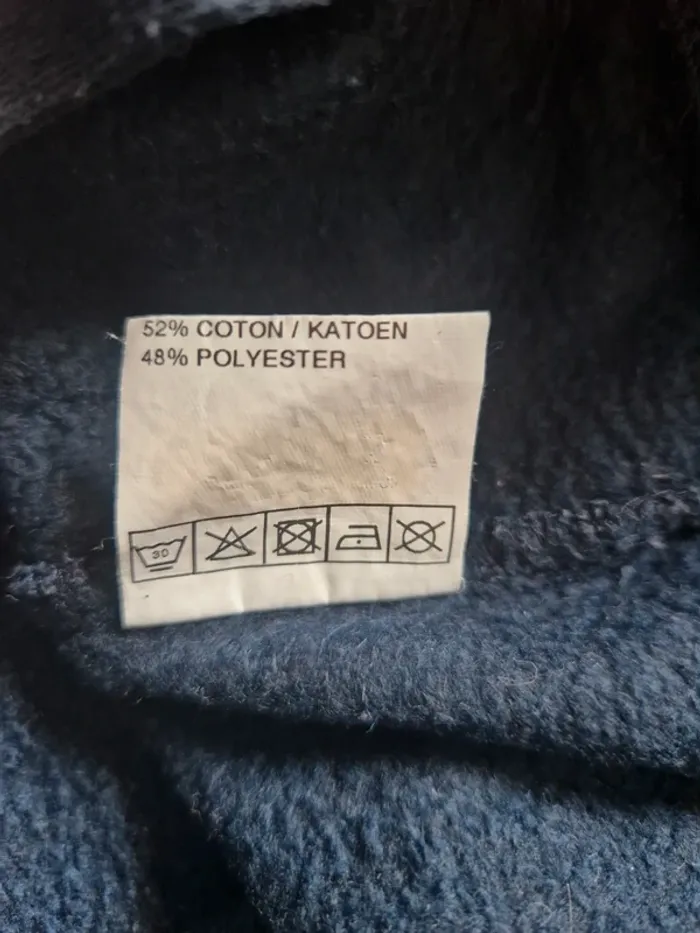 52% COTON / KATOEN
48% POLYESTER
30